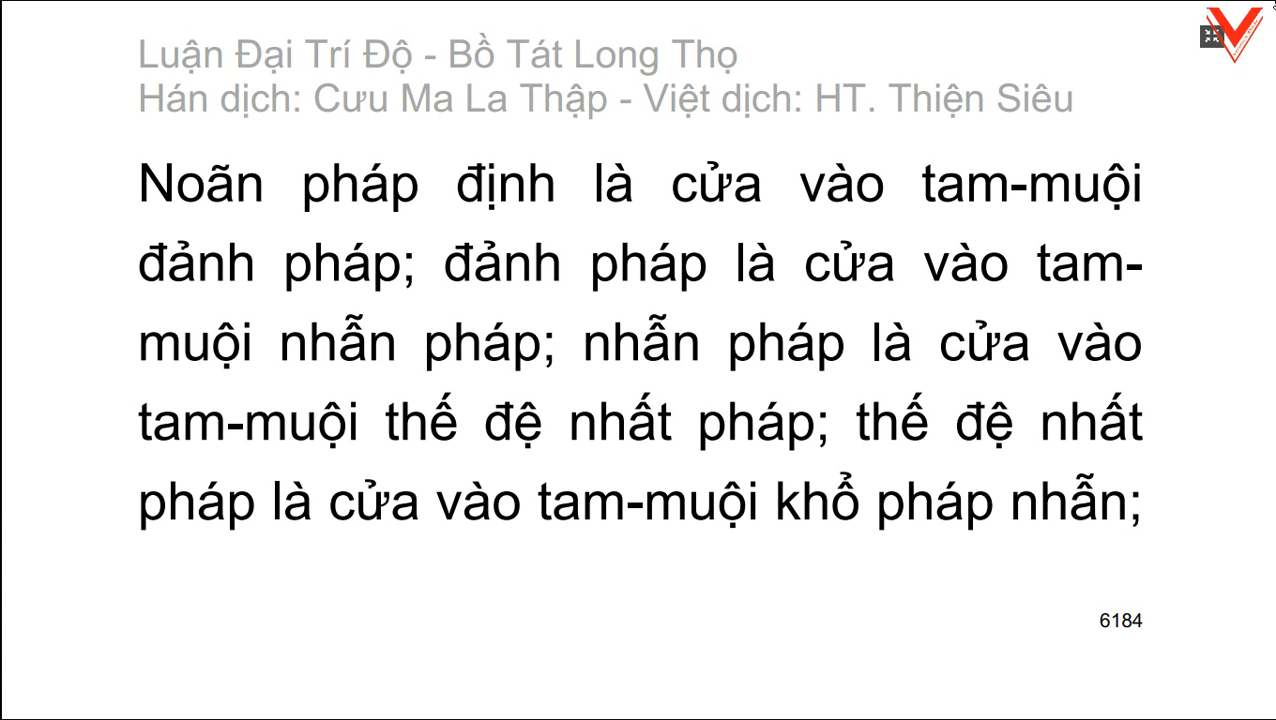 Luận Đại Trí Độ - Bồ Tát Long Thọ
Hán dịch: Cưu Ma La Thập - Việt dịch: HT. Thiện Siêu
Noãn pháp định là cửa vào tam-muội
đảnh pháp; đảnh pháp là cửa vào tam-
muội nhẫn pháp; nhẫn pháp là cửa vào
tam-muội thế đệ nhất pháp; thế đệ nhất
pháp là cửa vào tam-muội khổ pháp nhẫn;
6184